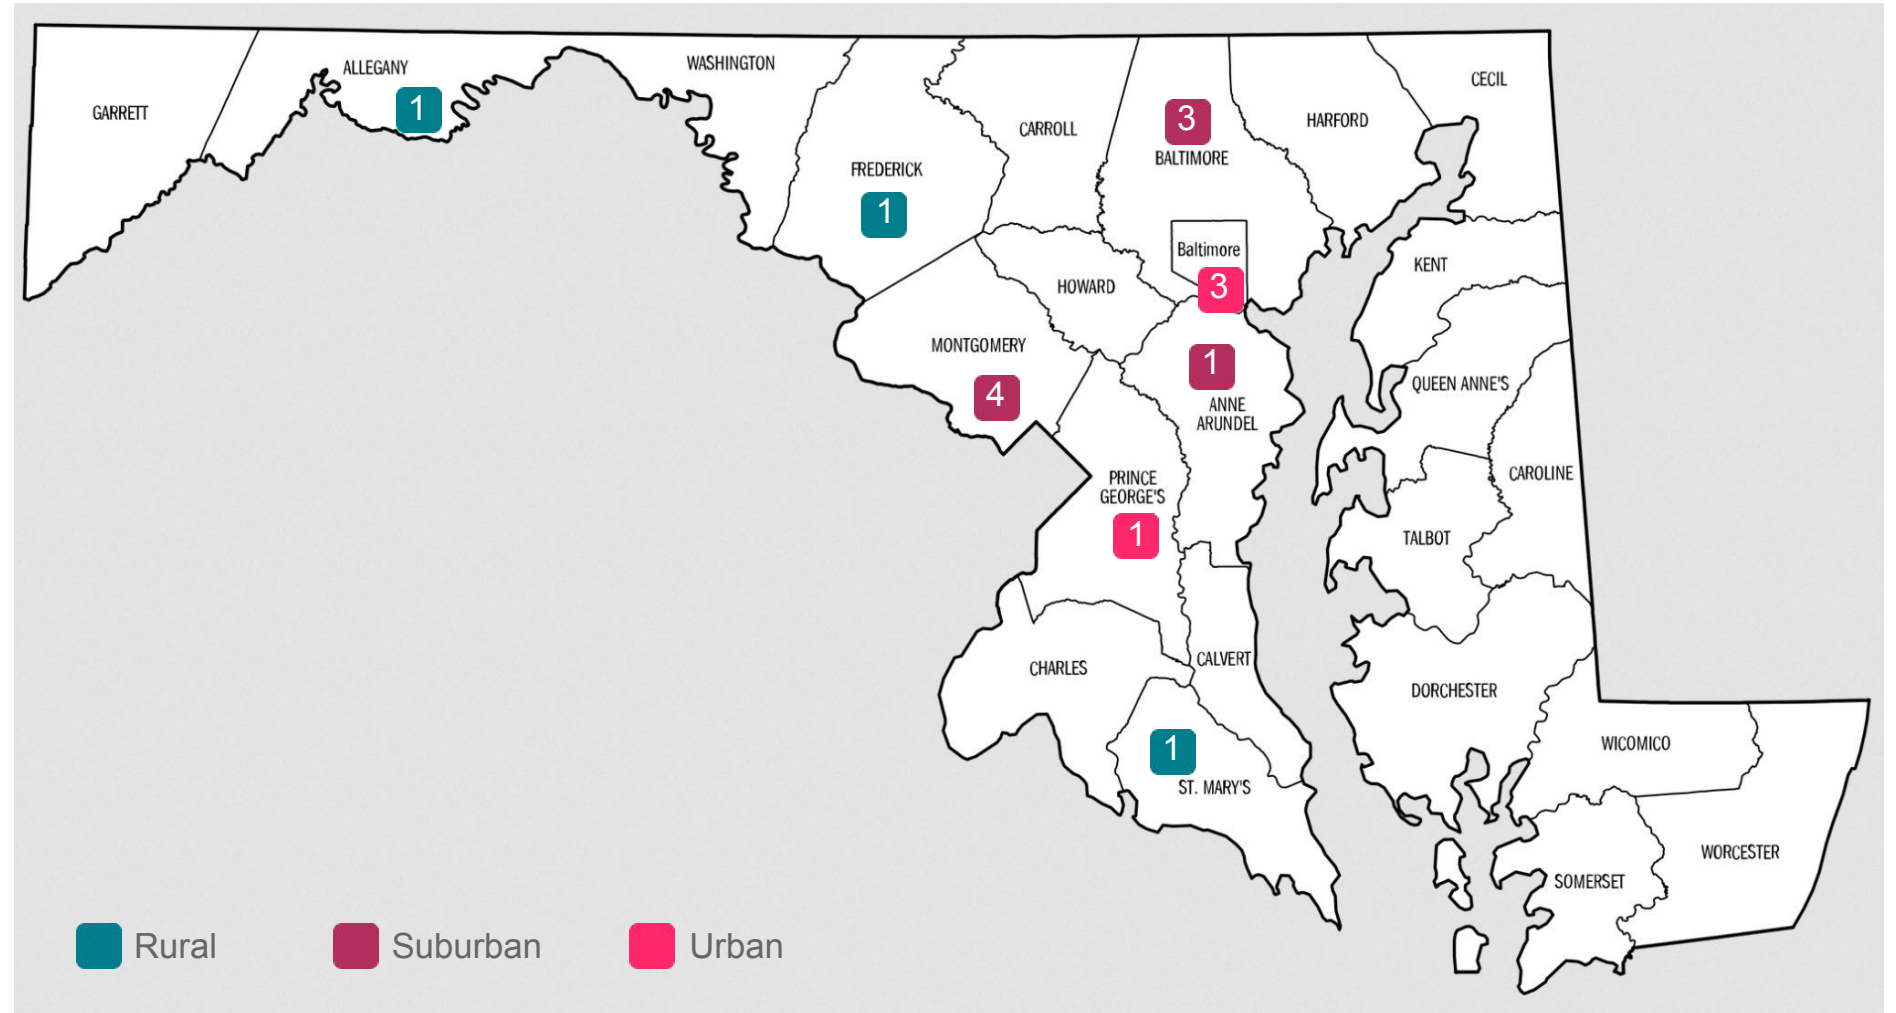 GARRETT
ALLEGANY
1
WASHINGTON
FREDERICK
1
CARROLL
3
BALTIMORE
HARFORD
CECIL
Baltimore
3
HOWARD
KENT
MONTGOMERY
4
1
ANNE
ARUNDEL
QUEEN ANNE'S
PRINCE
GEORGE'S
1
CAROLINE
TALBOT
CHARLES
CALVERT
DORCHESTER
1
ST. MARY'S
WICOMICO
SOMERSET
WORCESTER
Rural
Suburban
Urban